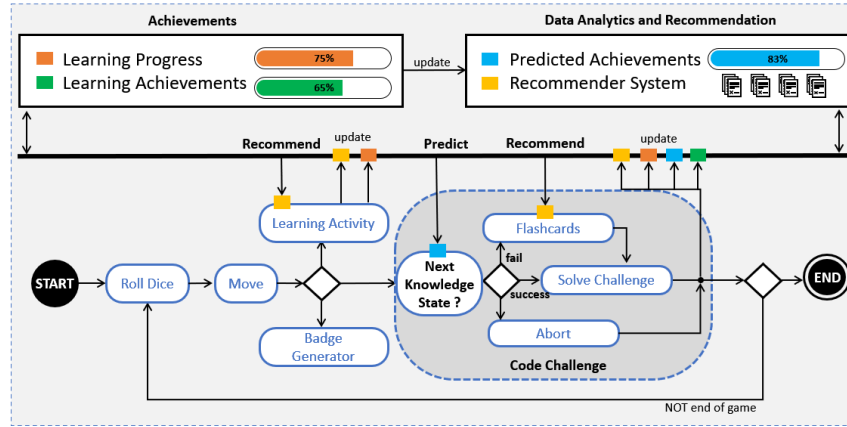 Achievements
Data Analytics and Recommendation
Learning Progress
75%
Learning Achievements
65%
update
Predicted Achievements
83%
Recommender System
Recommend
update
Predict
Recommend
update
Learning Activity
Flashcards
fail
START
Roll Dice
Move
Next
Knowledge
State ?
success
Solve Challenge
END
Badge
Generator
Abort
Code Challenge
NOT end of game